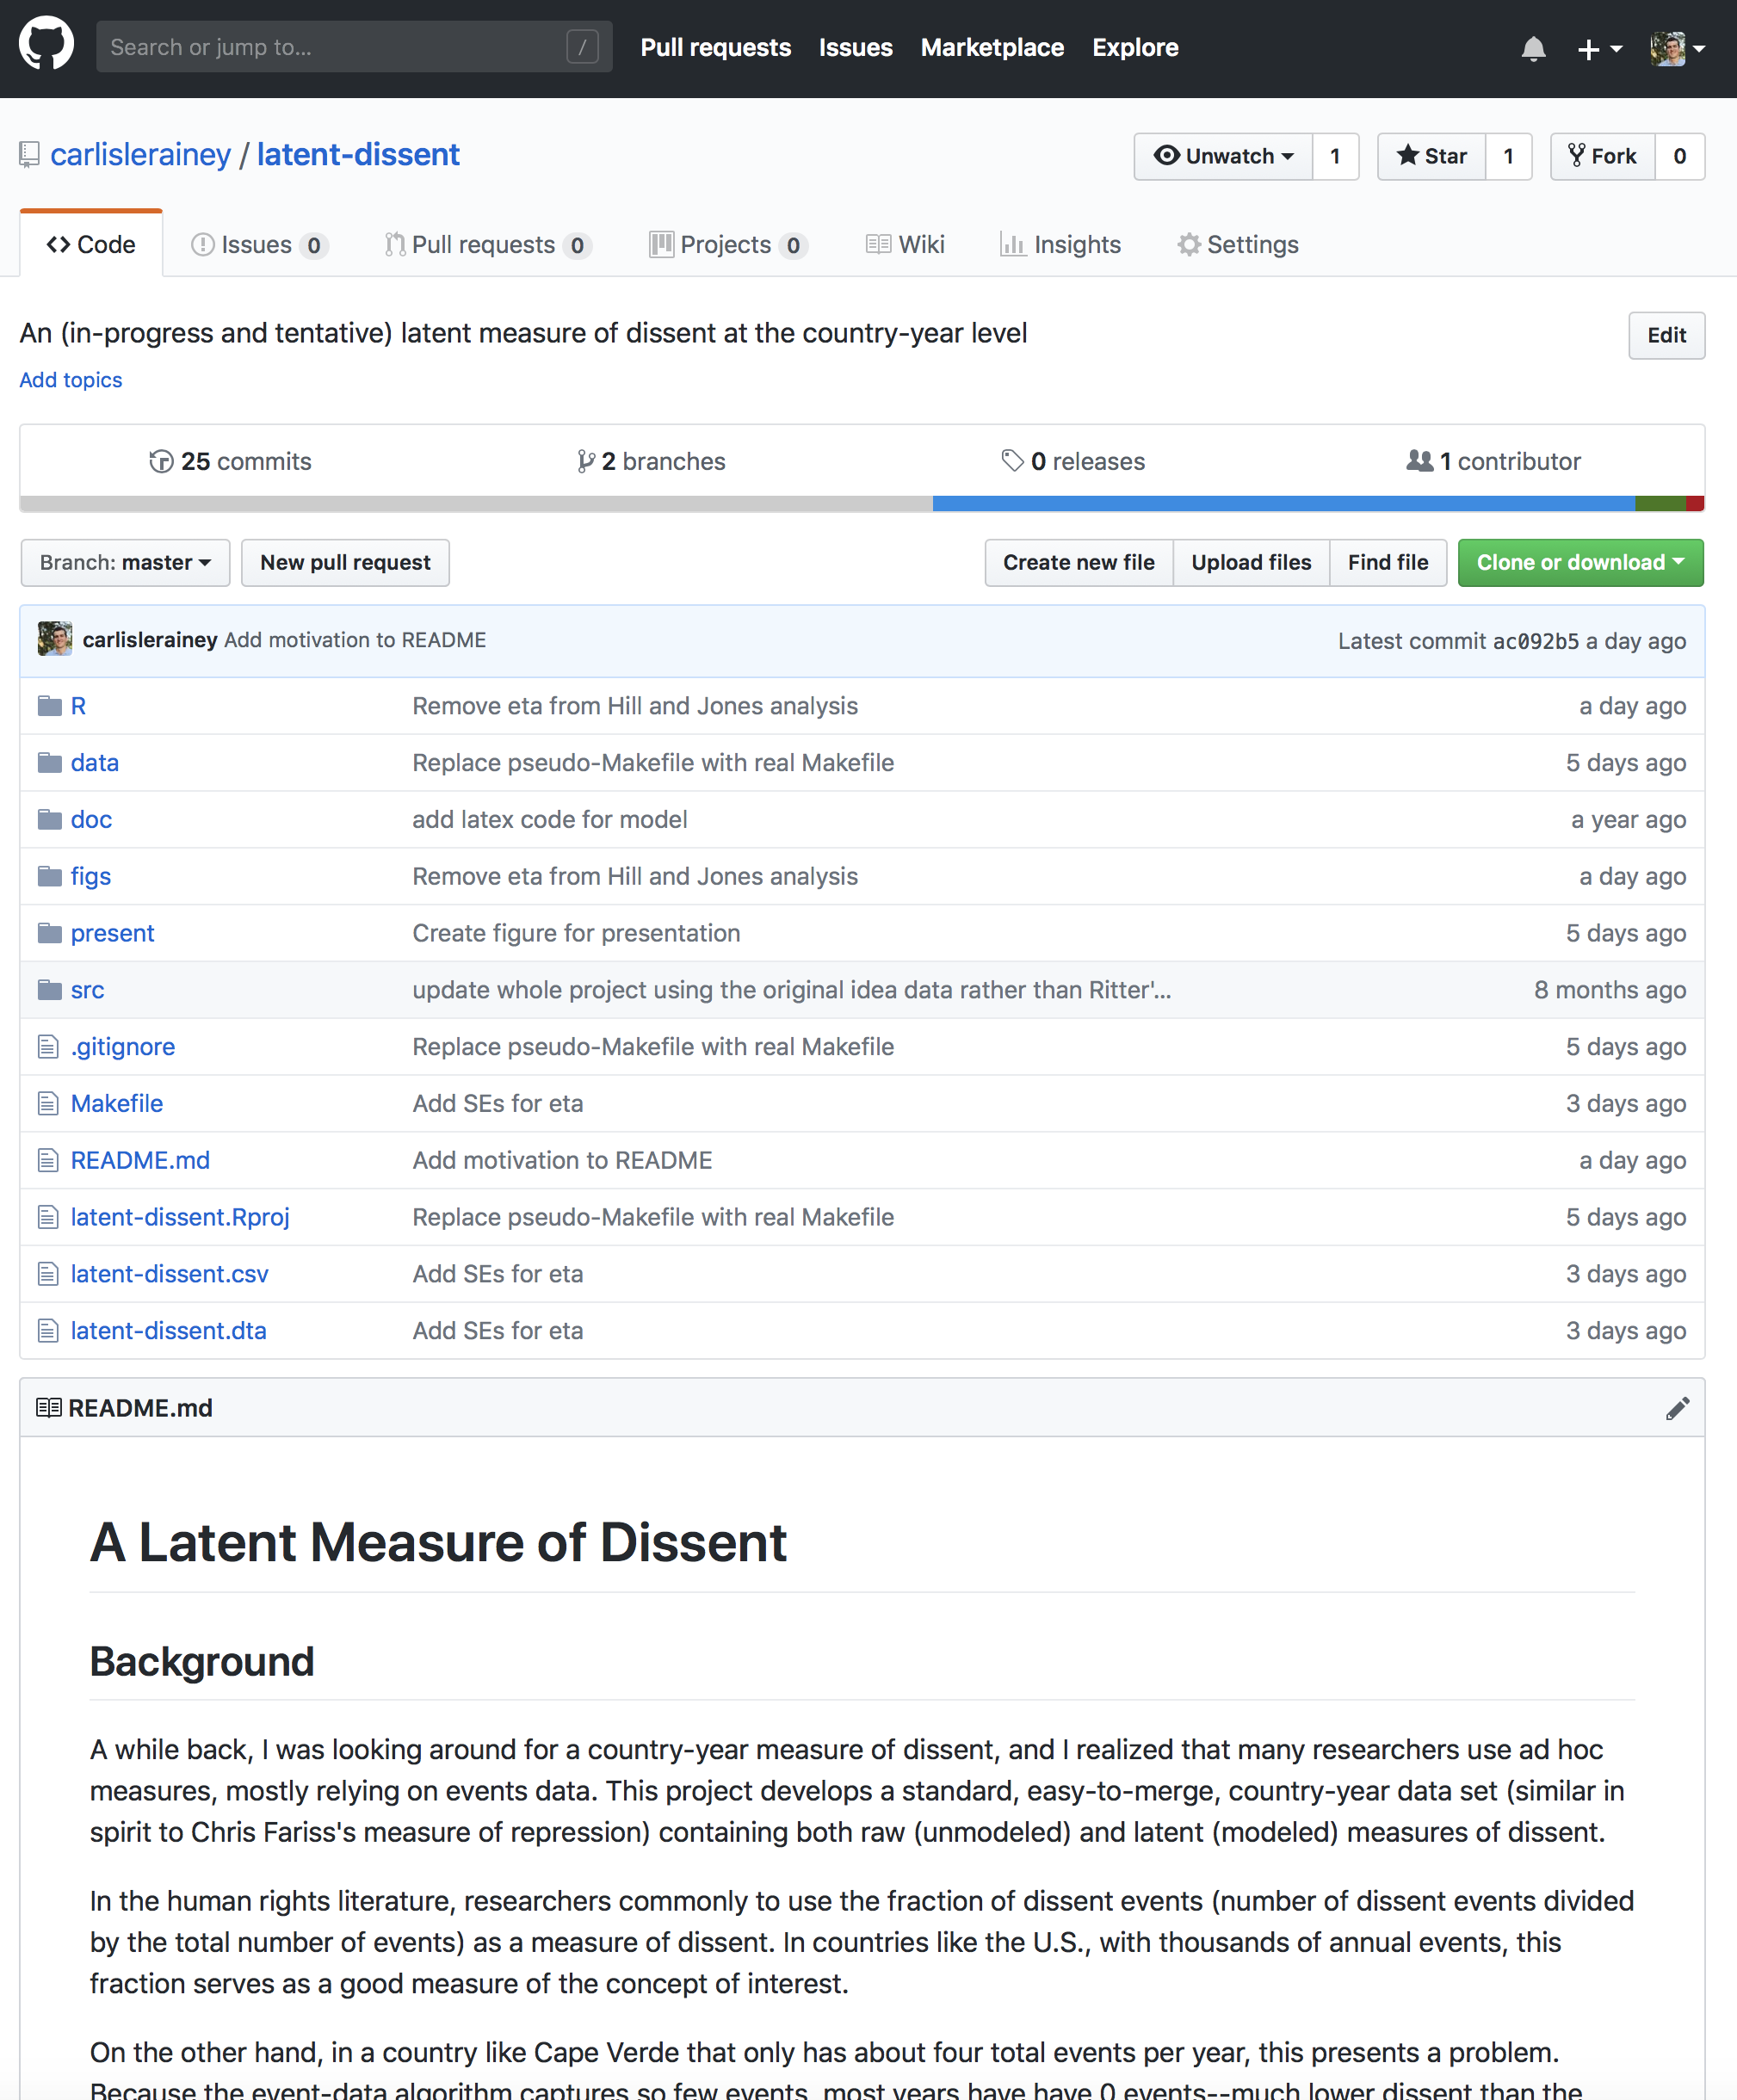 Search or jump to... /
Pull requests Issues Marketplace Explore
carlislerainey / latent-dissent
Unwatch 1 Star 1 Fork 0
Code Issues 0 Pull requests 0 Projects 0 Wiki Insights Settings
An (in-progress and tentative) latent measure of dissent at the country-year level
Edit
Add topics
25 commits 2 branches 0 releases 1 contributor
Branch: master New pull request Create new file Upload files Find file Clone or download
carlislerainey Add motivation to README Latest commit ac092b5 a day ago
R Remove eta from Hill and Jones analysis a day ago
data Replace pseudo-Makefile with real Makefile 5 days ago
doc add latex code for model a year ago
figs Remove eta from Hill and Jones analysis a day ago
present Create figure for presentation 5 days ago
src update whole project using the original idea data rather than Ritter'... 8 months ago
.gitignore Replace pseudo-Makefile with real Makefile 5 days ago
Makefile Add SEs for eta 3 days ago
README.md Add motivation to README a day ago
latent-dissent.Rproj Replace pseudo-Makefile with real Makefile 5 days ago
latent-dissent.csv Add SEs for eta 3 days ago
latent-dissent.dta Add SEs for eta 3 days ago
README.md
A Latent Measure of Dissent
Background
A while back, I was looking around for a country-year measure of dissent, and I realized that many researchers use ad hoc
measures, mostly relying on events data. This project develops a standard, easy-to-merge, country-year data set (similar in
spirit to Chris Fariss's measure of repression) containing both raw (unmodeled) and latent (modeled) measures of dissent.
In the human rights literature, researchers commonly to use the fraction of dissent events (number of dissent events divided
by the total number of events) as a measure of dissent. In countries like the U.S., with thousands of annual events, this
fraction serves as a good measure of the concept of interest.
On the other hand, in a country like Cape Verde that only has about four total events per year, this presents a problem.
Because the event-data algorithm captures so few events, most years have have 0 events--much lower dissent than the